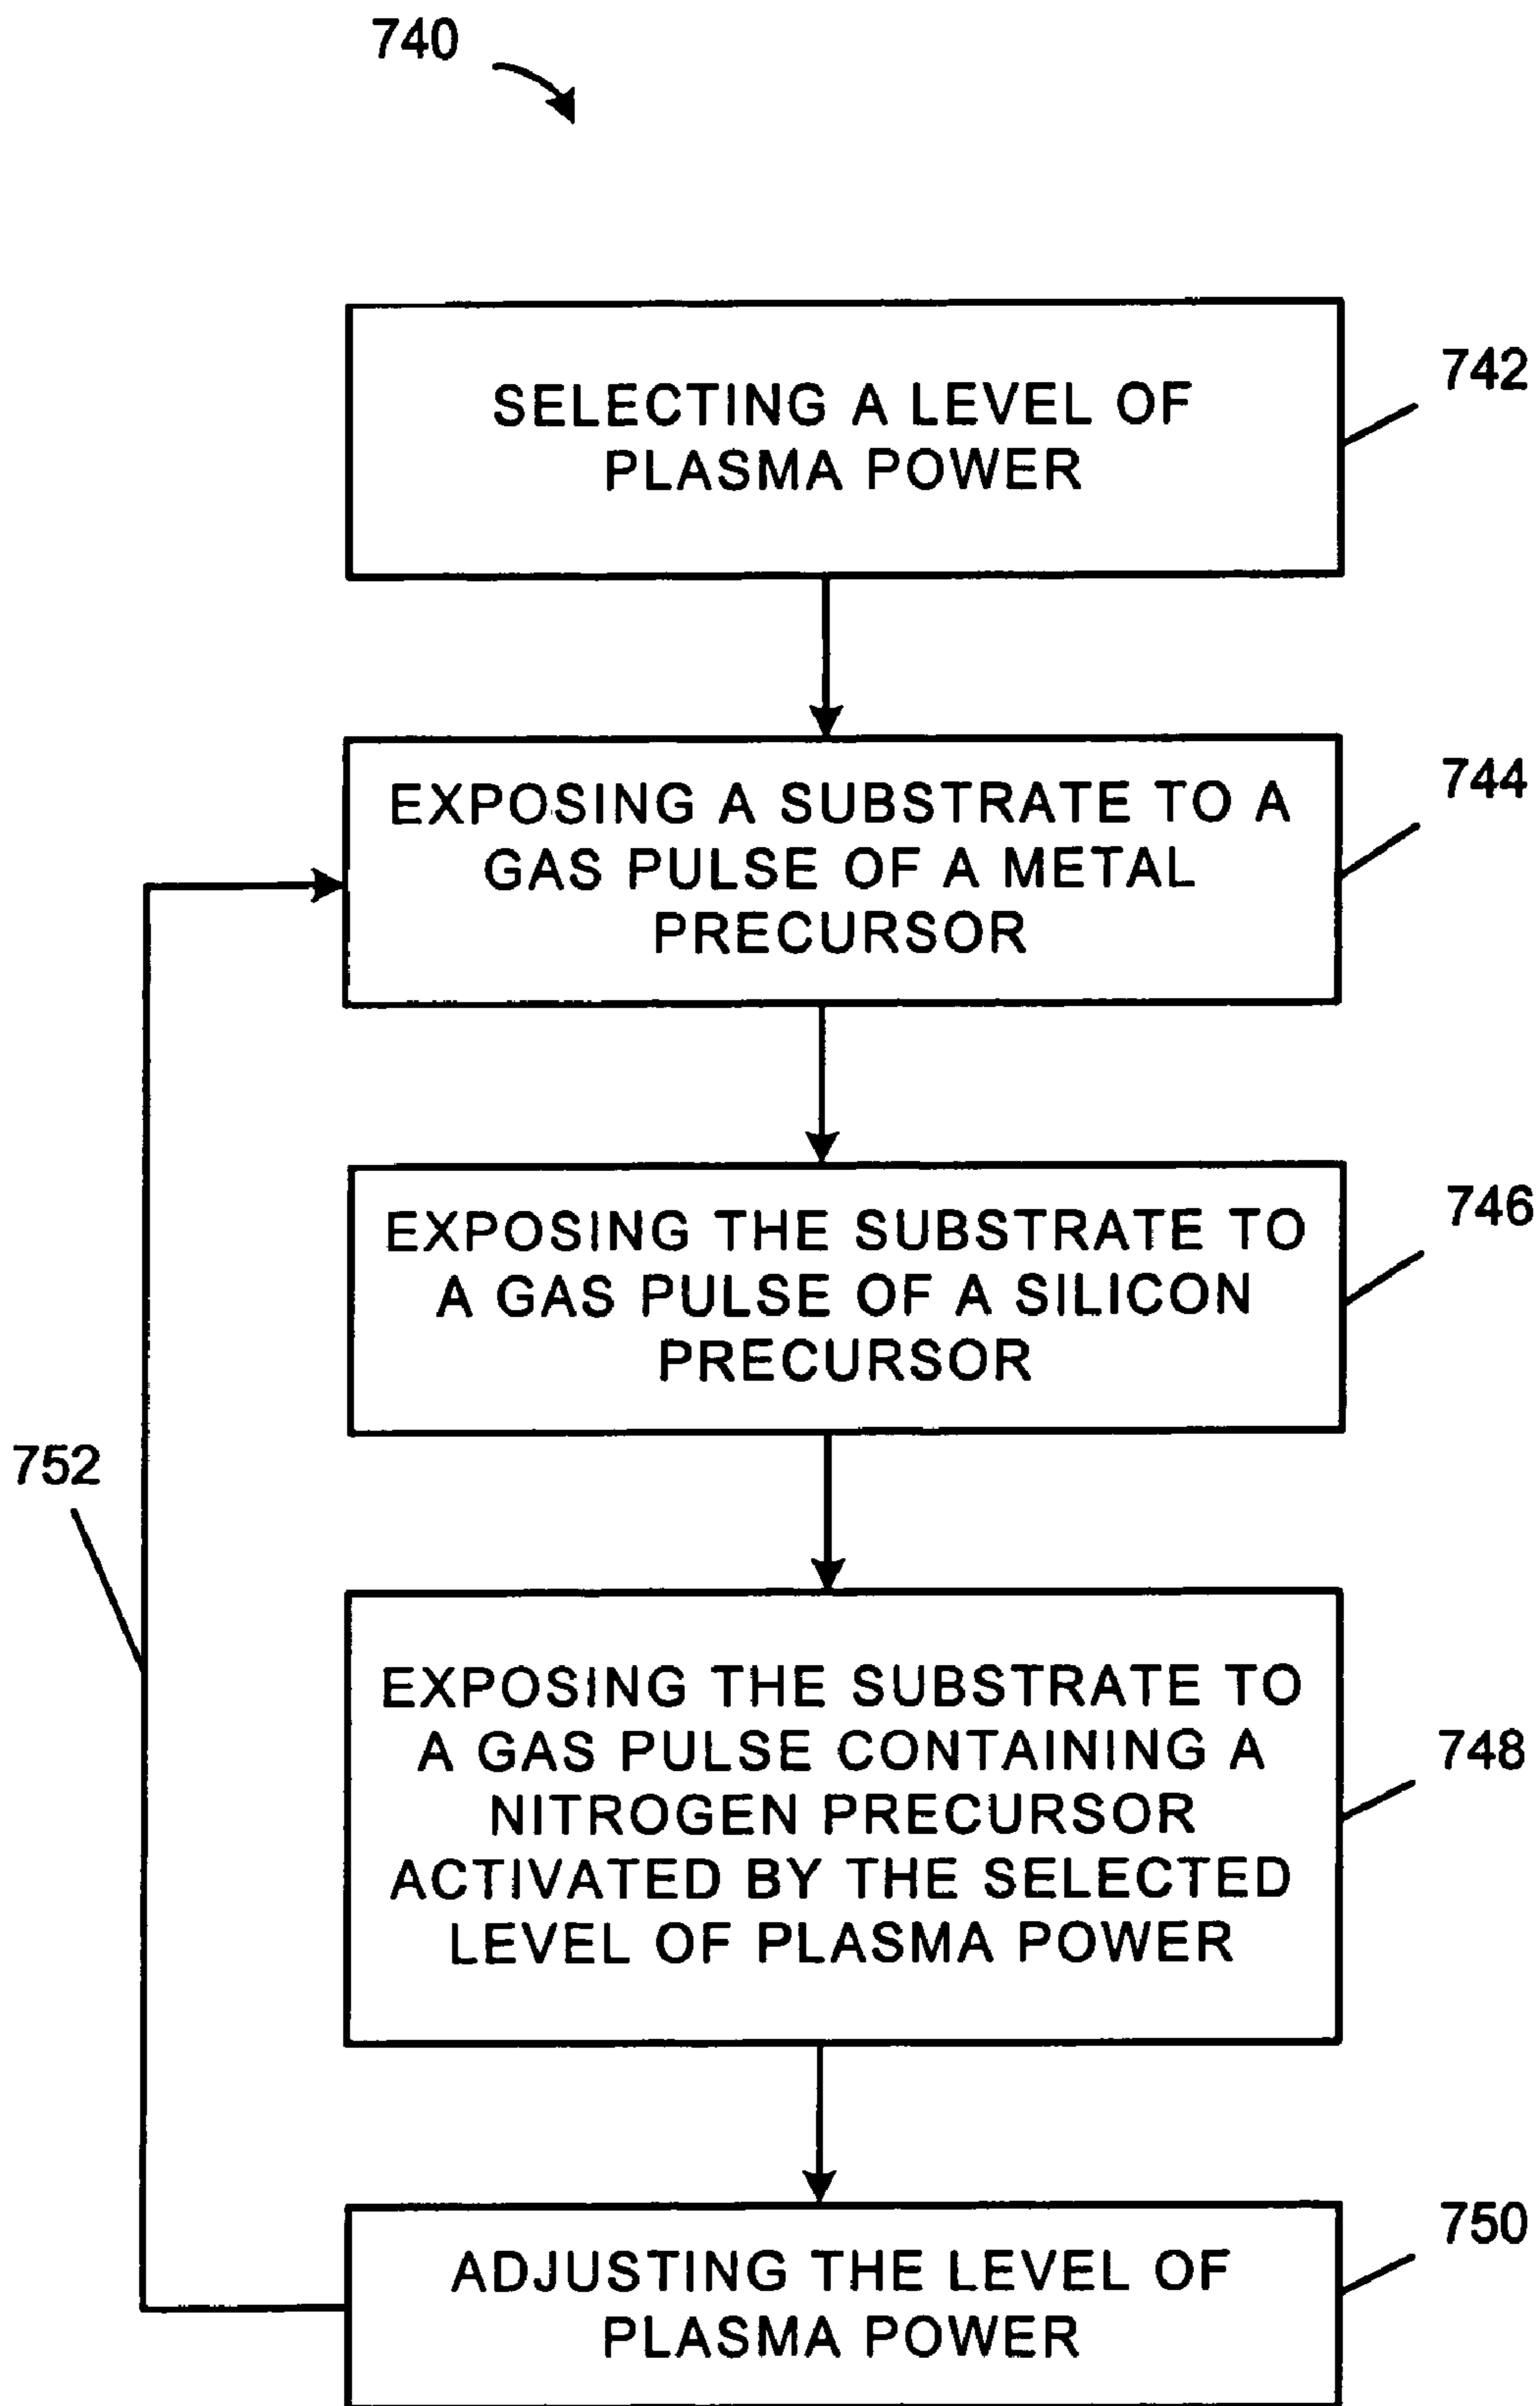 740
SELECTING A LEVEL OF
PLASMA POWER
742
EXPOSING A SUBSTRATE TO A
GAS PULSE OF A METAL
PRECURSOR
744
EXPOSING THE SUBSTRATE TO
A GAS PULSE OF A SILICON
PRECURSOR
746
752
EXPOSING THE SUBSTRATE TO
A GAS PULSE CONTAINING A
NITROGEN PRECURSOR
ACTIVATED BY THE SELECTED
LEVEL OF PLASMA POWER
748
ADJUSTING THE LEVEL OF
PLASMA POWER
750